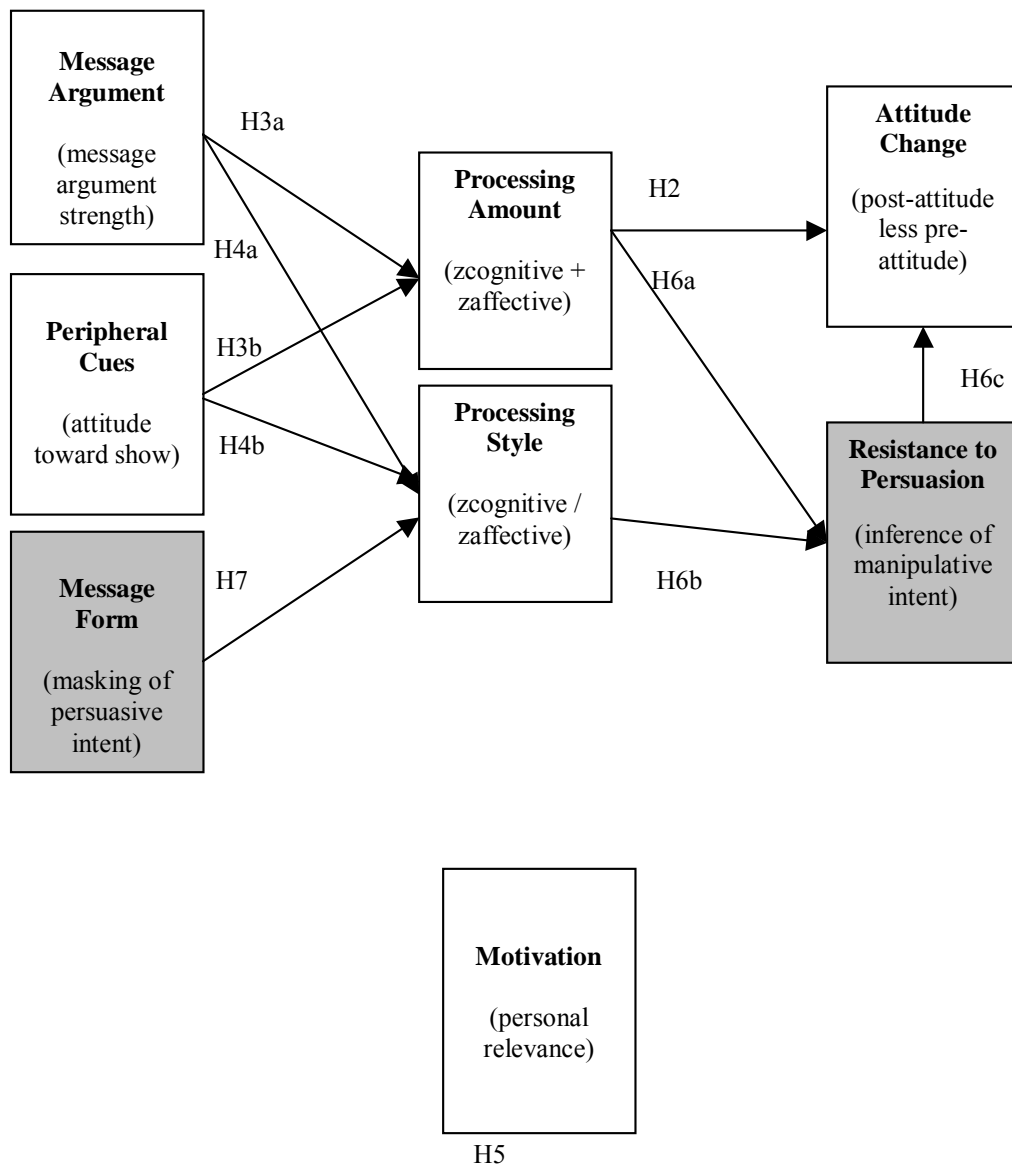 Message
Argument
(message
argument
strength)
H3a
H4a
Peripheral
Cues
(attitude
toward show)
H3b
H4b
Message
Form
(masking of
persuasive
intent)
H7
Processing
Amount
(zcognitive +
zaffective)
Processing
Style
(zcognitive /
zaffective)
H2
H6a
H6b
Attitude
Change
(post-attitude
less pre-
attitude)
H6c
Resistance to
Persuasion
(inference of
manipulative
intent)
Motivation
(personal
relevance)
H5